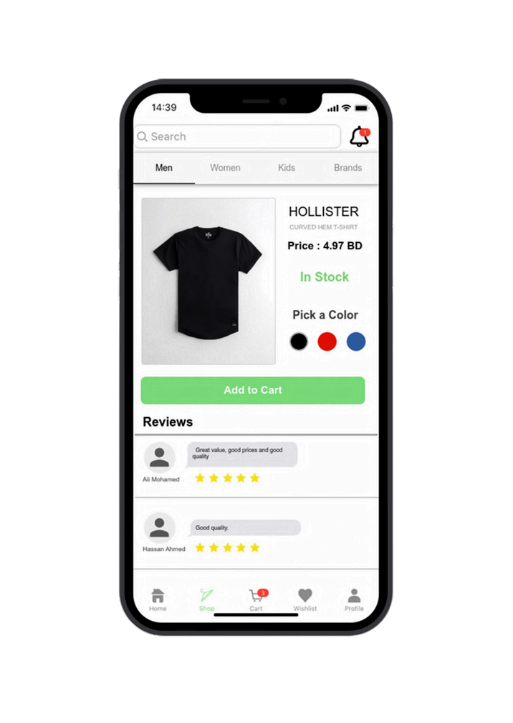 14:39
Search
1
Men Women Kids Brands
HOLLISTER
CURVED HEM T-SHIRT
Price : 4.97 BD
In Stock
Pick a Color
Add to Cart
Reviews
Great value, good prices and good
quality
Ali Mohamed
Good quality.
Hassan Ahmed
3
Home Shop Cart Wishlist Profile